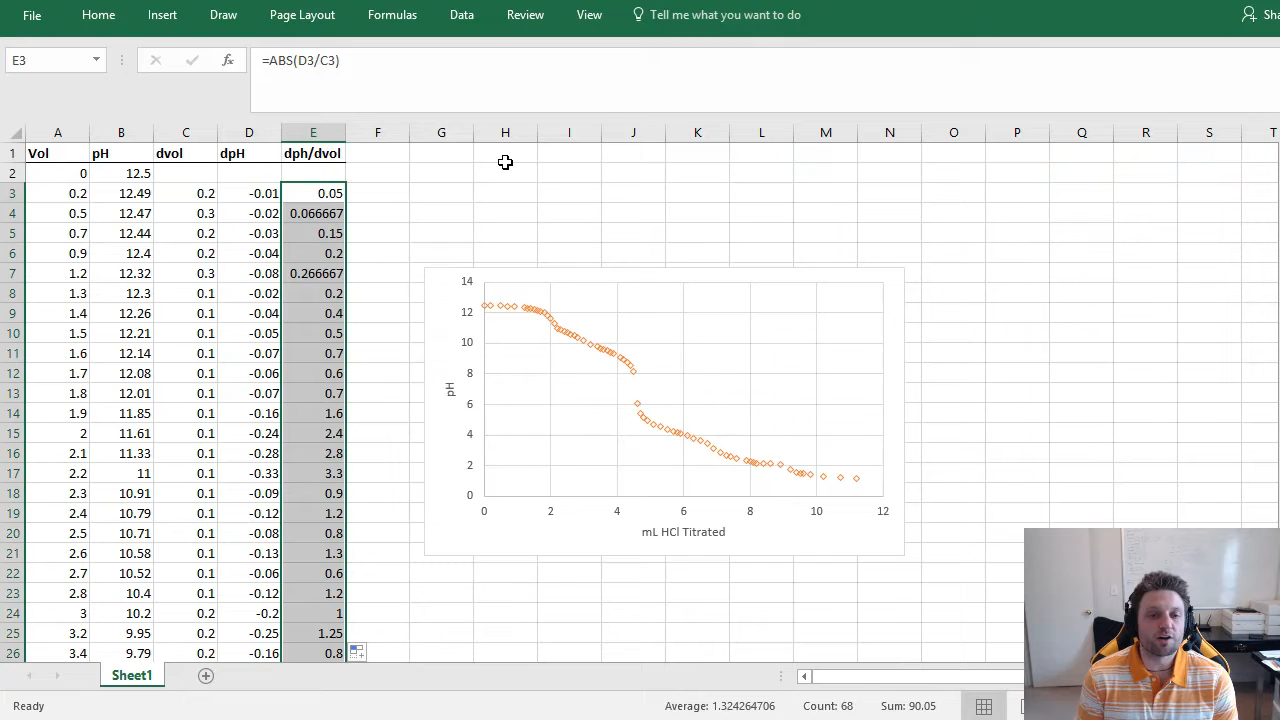 File Home Insert Draw Page Layout Formulas Data Review View Tell me what you want to do Sha
E3 fx =ABS(D3/C3)
A B C D E F G H I J K L M N O P Q R S T
1 Vol pH dvol dpH dph/dvol
2 0 12.5
3 0.2 12.49 0.2 -0.01 0.05
4 0.5 12.47 0.3 -0.02 0.066667
5 0.7 12.44 0.2 -0.03 0.15
6 0.9 12.4 0.2 -0.04 0.2
7 1.2 12.32 0.3 -0.08 0.266667
8 1.3 12.3 0.1 -0.02 0.2
9 1.4 12.26 0.1 -0.04 0.4
10 1.5 12.21 0.1 -0.05 0.5
11 1.6 12.14 0.1 -0.07 0.7
12 1.7 12.08 0.1 -0.06 0.6
13 1.8 12.01 0.1 -0.07 0.7
14 1.9 11.85 0.1 -0.16 1.6
15 2 11.61 0.1 -0.24 2.4
16 2.1 11.33 0.1 -0.28 2.8
17 2.2 11 0.1 -0.33 3.3
18 2.3 10.91 0.1 -0.09 0.9
19 2.4 10.79 0.1 -0.12 1.2
20 2.5 10.71 0.1 -0.08 0.8
21 2.6 10.58 0.1 -0.13 1.3
22 2.7 10.52 0.1 -0.06 0.6
23 2.8 10.4 0.1 -0.12 1.2
24 3 10.2 0.2 -0.2 1
25 3.2 9.95 0.2 -0.25 1.25
26 3.4 9.79 0.2 -0.16 0.8
14
12
10
8
6
4
2
0
pH
0 2 4 6 8 10 12
mL HCl Titrated
Sheet1
Ready Average: 1.324264706 Count: 68 Sum: 90.05